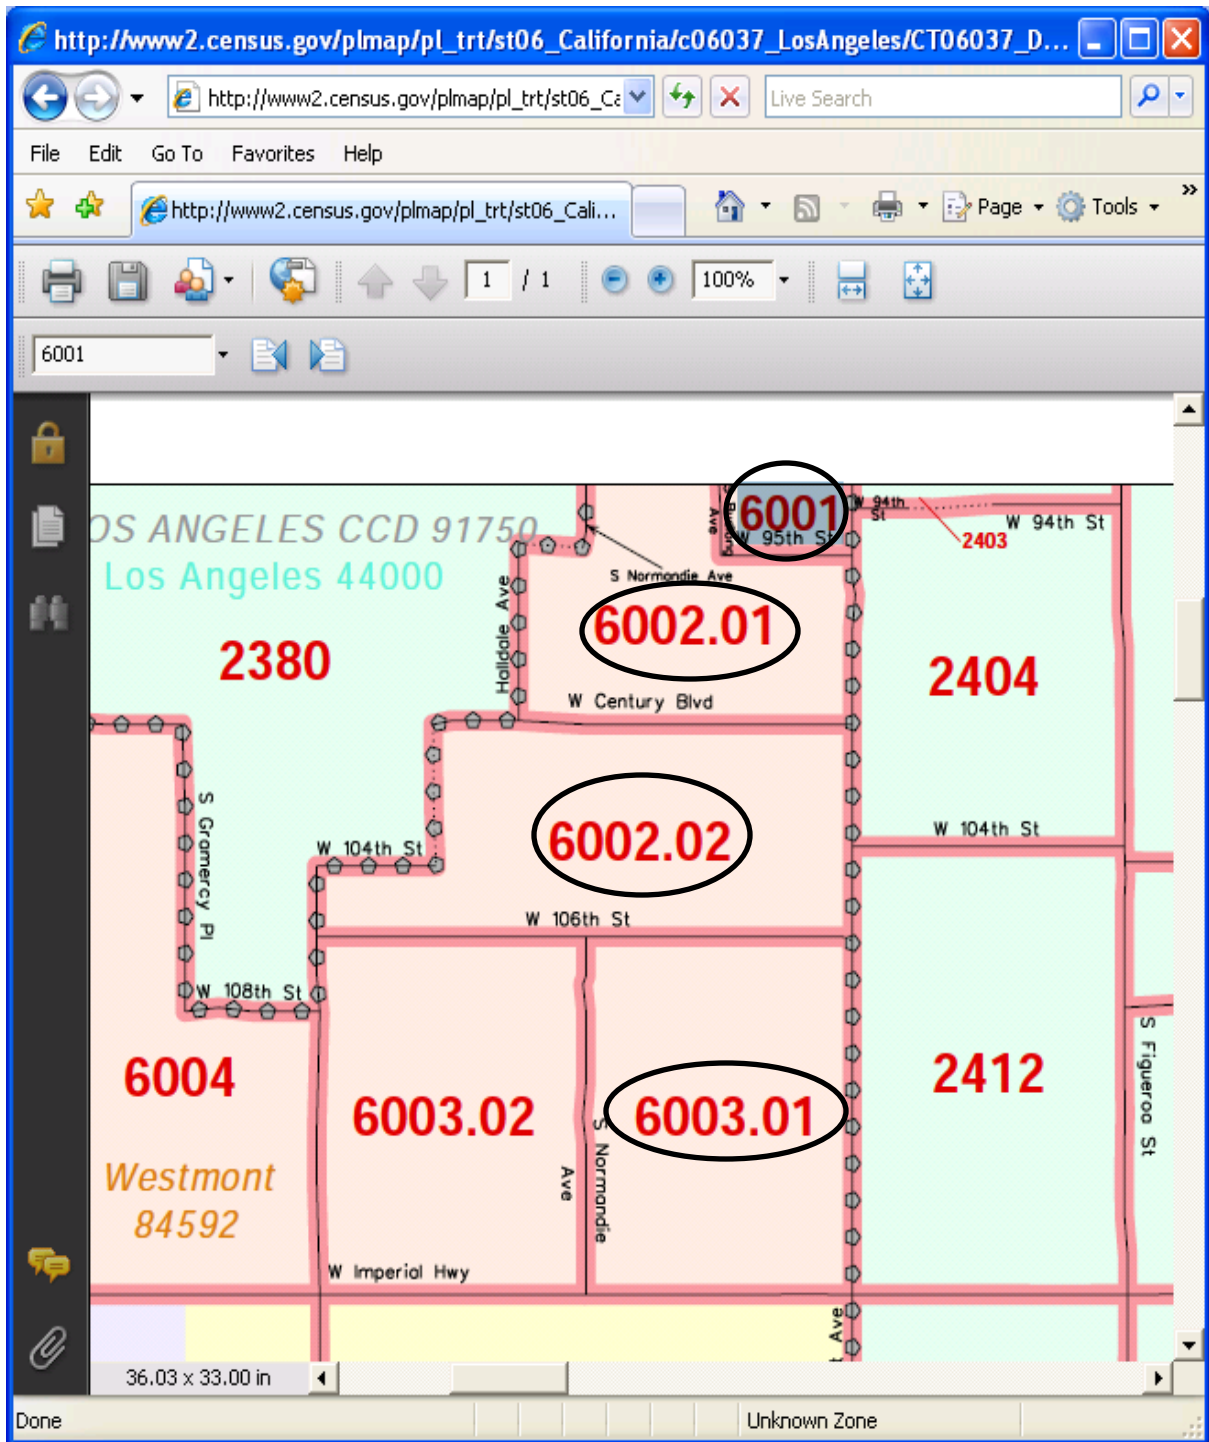 http://www2.census.gov/plmap/pl_trt/st06_California/c06037_LosAngeles/CT06037_D...
http://www2.census.gov/plmap/pl_trt/st06_Ca
Live Search
File Edit Go To Favorites Help
http://www2.census.gov/plmap/pl_trt/st06_Cali...
Page Tools »
1 / 1 100%
6001
6001
W 94th St
W 94th St
2403
OS ANGELES CCD 91750
Los Angeles 44000
Ave
W 95th St
S Normandie Ave
Halldale Ave
6002.01
2380
2404
W Century Blvd
S Gramercy Pl
W 104th St
6002.02
W 104th St
W 106th St
W 108th St
6004
6003.02
6003.01
2412
S Figueroa St
S Normandie
Ave
Westmont
84592
W Imperial Hwy
t Ave
36.03 x 33.00 in
Done
Unknown Zone